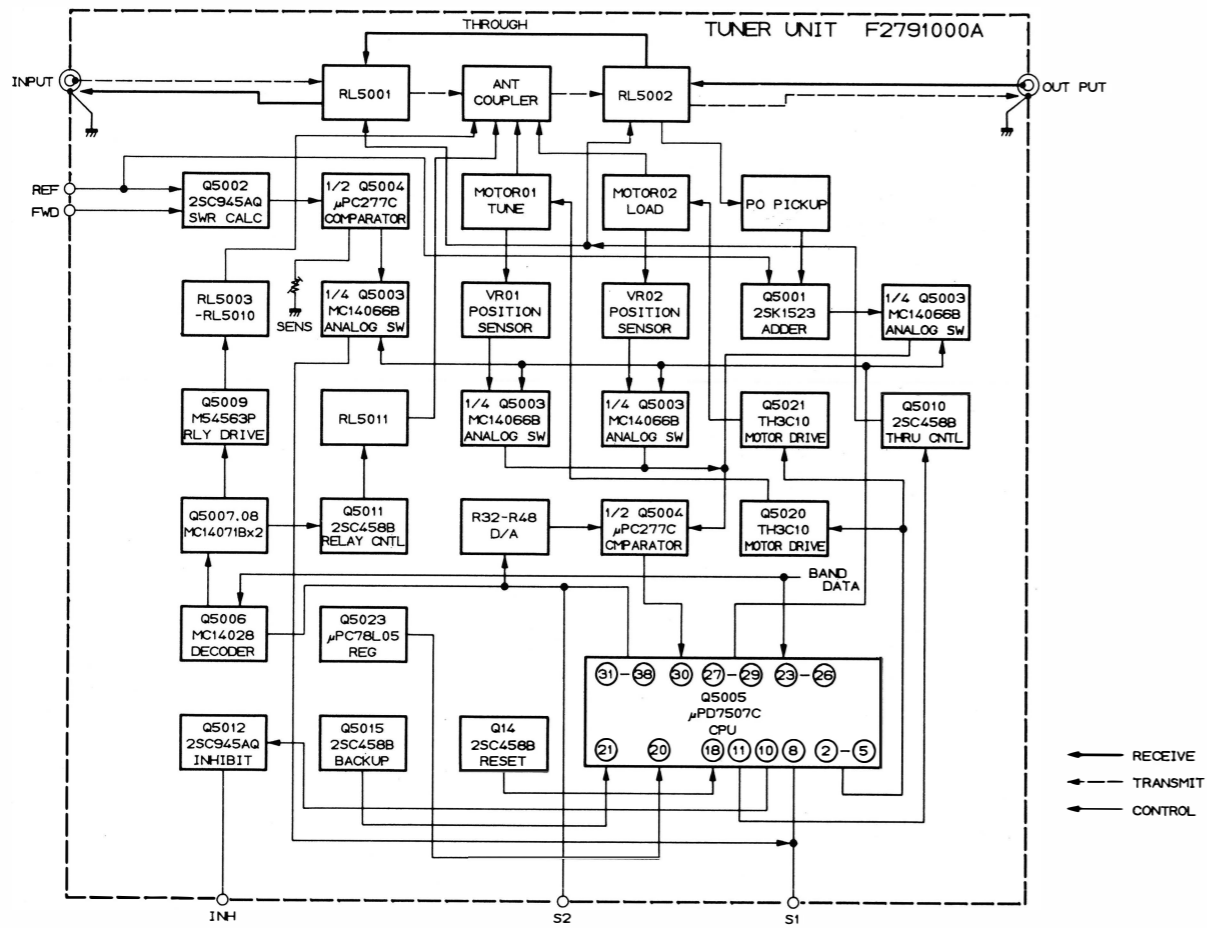 THROUGH
TUNER UNIT F2791000A
INPUT
RL5001
ANT
COUPLER
RL5002
OUT PUT
REF
FWD
Q5002
2SC945AQ
SWR CALC
1/2 Q5004
μPC277C
COMPARATOR
MOTOR01
TUNE
MOTOR02
LOAD
PO PICKUP
RL5003
-RL5010
SENS
1/4 Q5003
MC14066B
ANALOG SW
VR01
POSITION
SENSOR
VR02
POSITION
SENSOR
Q5001
2SK1523
ADDER
1/4 Q5003
MC14066B
ANALOG SW
Q5009
M54563P
RLY DRIVE
RL5011
1/4 Q5003
MC14066B
ANALOG SW
1/4 Q5003
MC14066B
ANALOG SW
Q5021
TH3C10
MOTOR DRIVE
Q5010
2SC458B
THRU CNTL
Q5007.08
MC14071Bx2
Q5011
2SC458B
RELAY CNTL
R32-R48
D/A
1/2 Q5004
μPC277C
CMPARATOR
Q5020
TH3C10
MOTOR DRIVE
BAND
DATA
Q5006
MC14028
DECODER
Q5023
μPC78L05
REG
31-38 30 27-29 23-26
Q5005
μPD7507C
CPU
21 20 18 11 10 8 2-5
Q5012
2SC945AQ
INHIBIT
Q5015
2SC458B
BACKUP
Q14
2SC458B
RESET
RECEIVE
TRANSMIT
CONTROL
INH
S2
S1